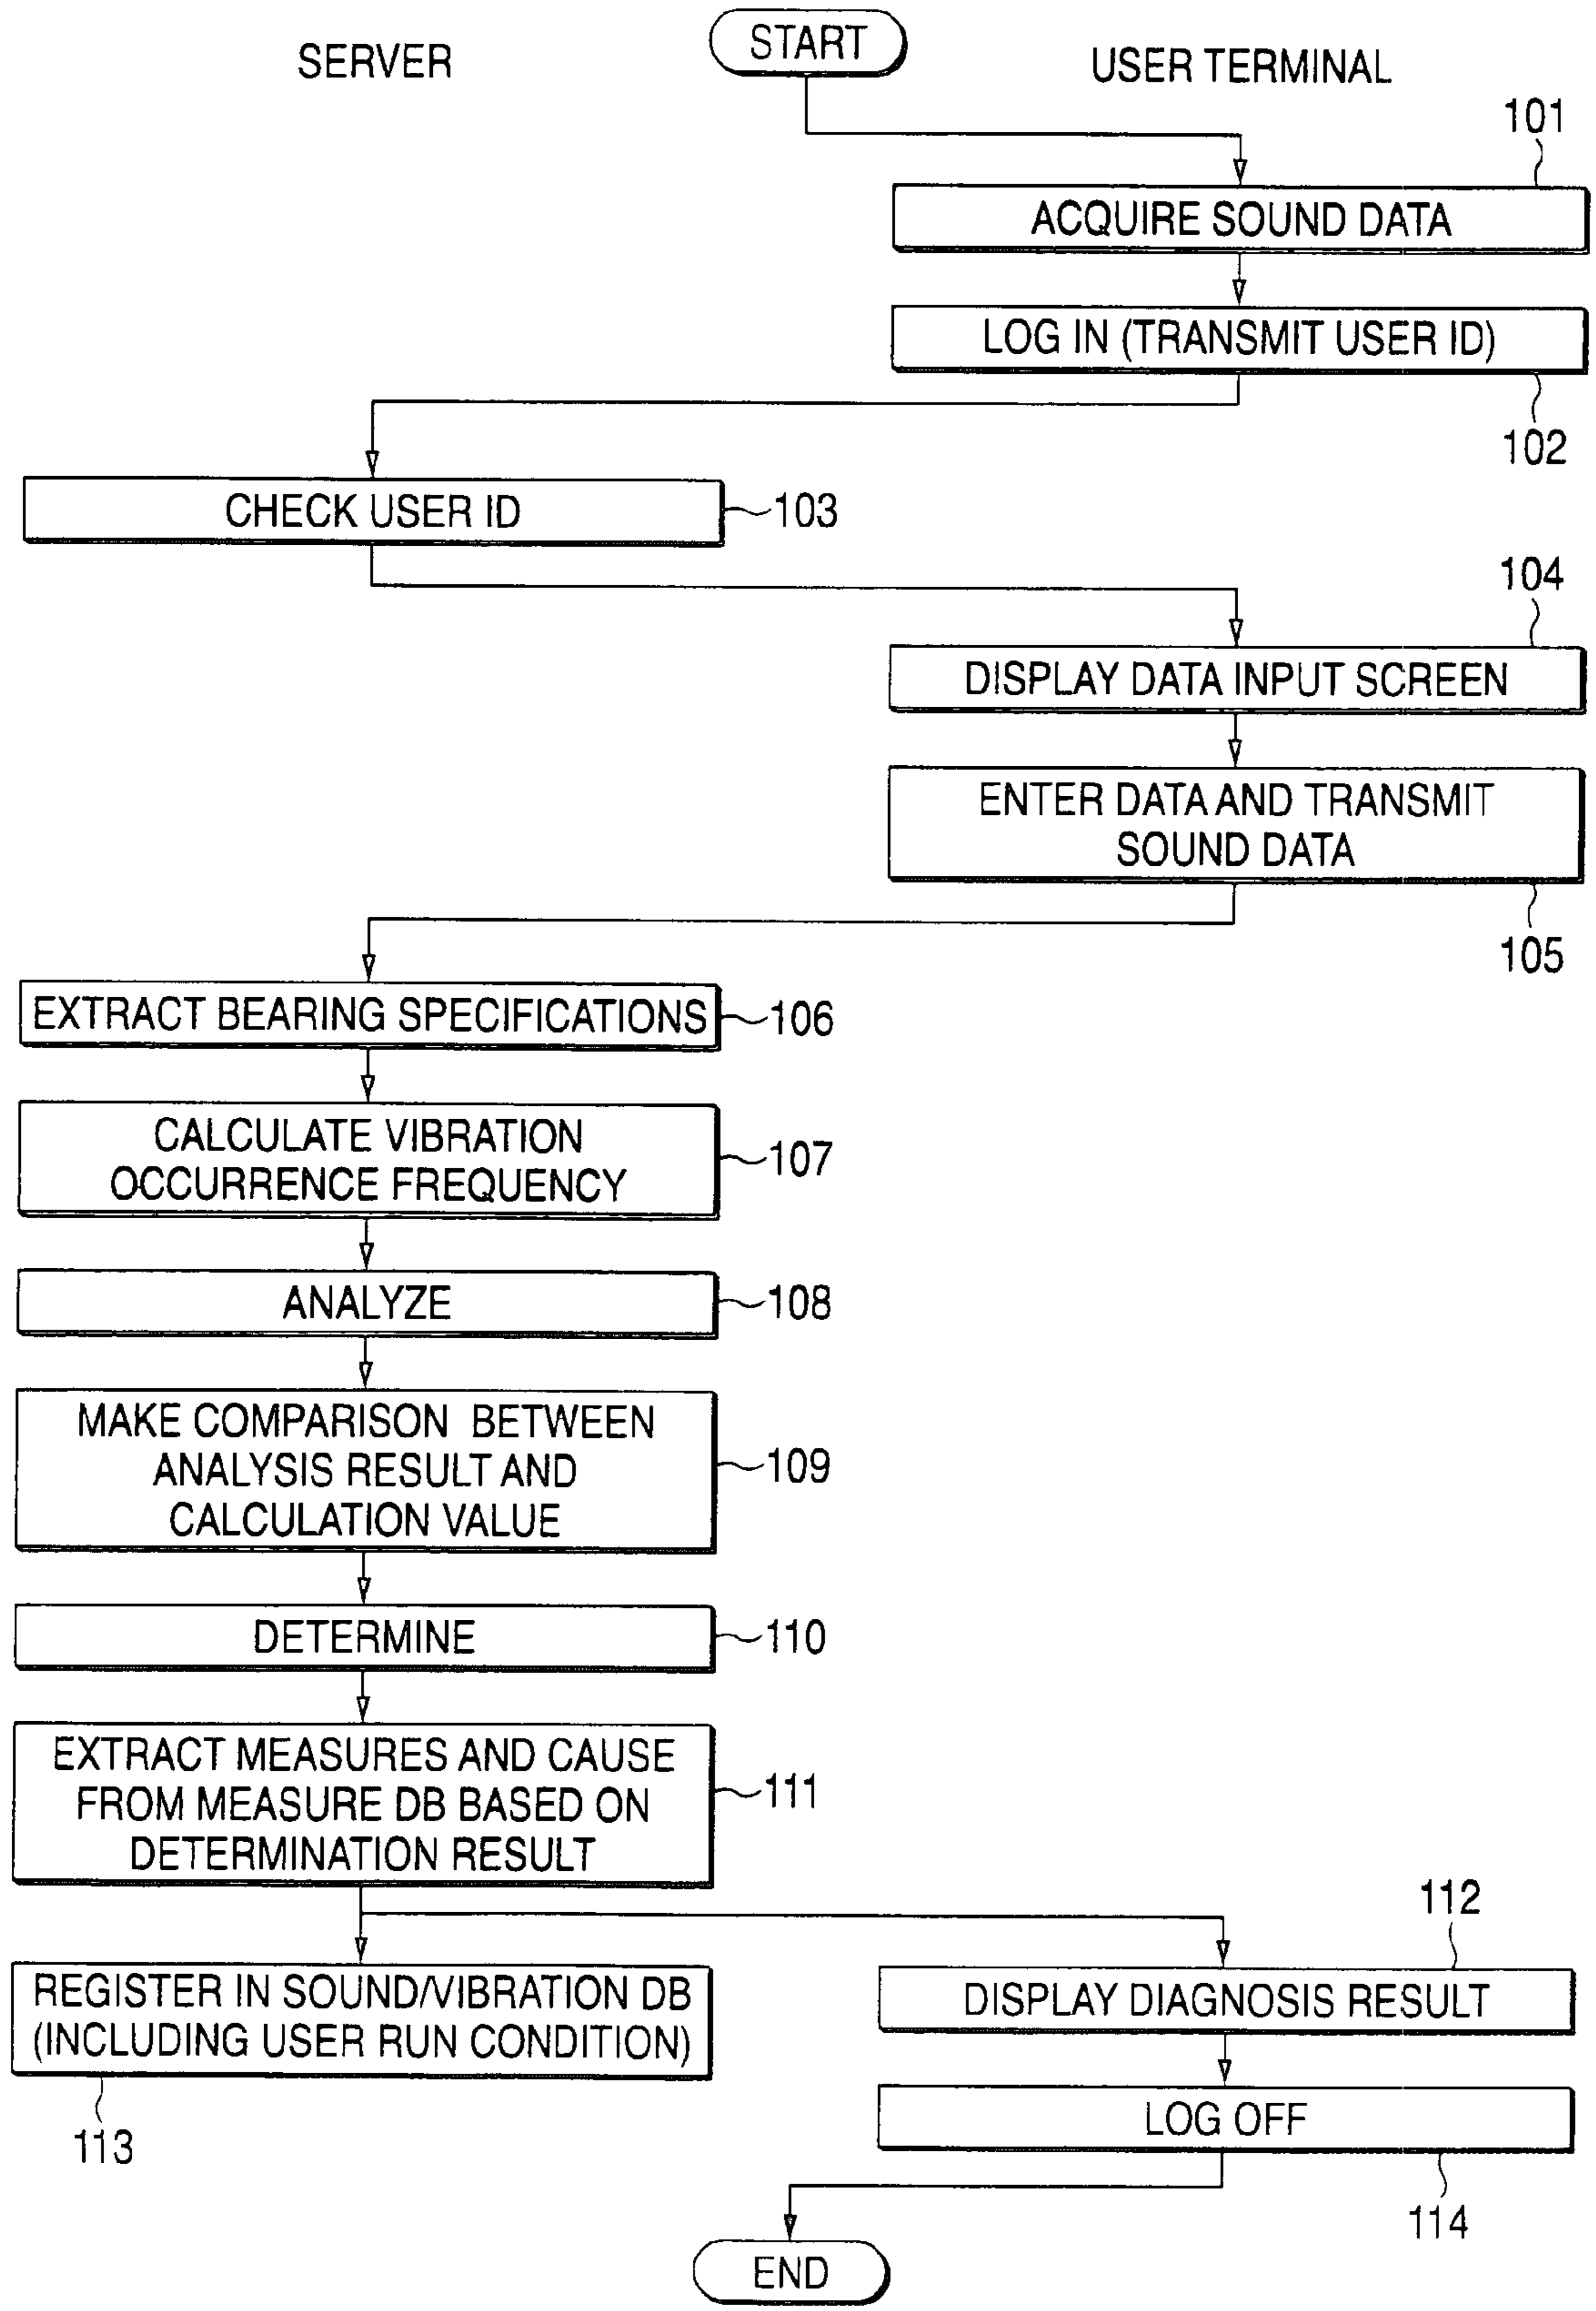 START
SERVER
USER TERMINAL
101
ACQUIRE SOUND DATA
LOG IN (TRANSMIT USER ID)
102
CHECK USER ID
103
104
DISPLAY DATA INPUT SCREEN
ENTER DATA AND TRANSMIT
SOUND DATA
105
EXTRACT BEARING SPECIFICATIONS
106
CALCULATE VIBRATION
OCCURRENCE FREQUENCY
107
ANALYZE
108
MAKE COMPARISON BETWEEN
ANALYSIS RESULT AND
CALCULATION VALUE
109
DETERMINE
110
EXTRACT MEASURES AND CAUSE
FROM MEASURE DB BASED ON
DETERMINATION RESULT
111
112
REGISTER IN SOUND/VIBRATION DB
(INCLUDING USER RUN CONDITION)
113
DISPLAY DIAGNOSIS RESULT
LOG OFF
114
END